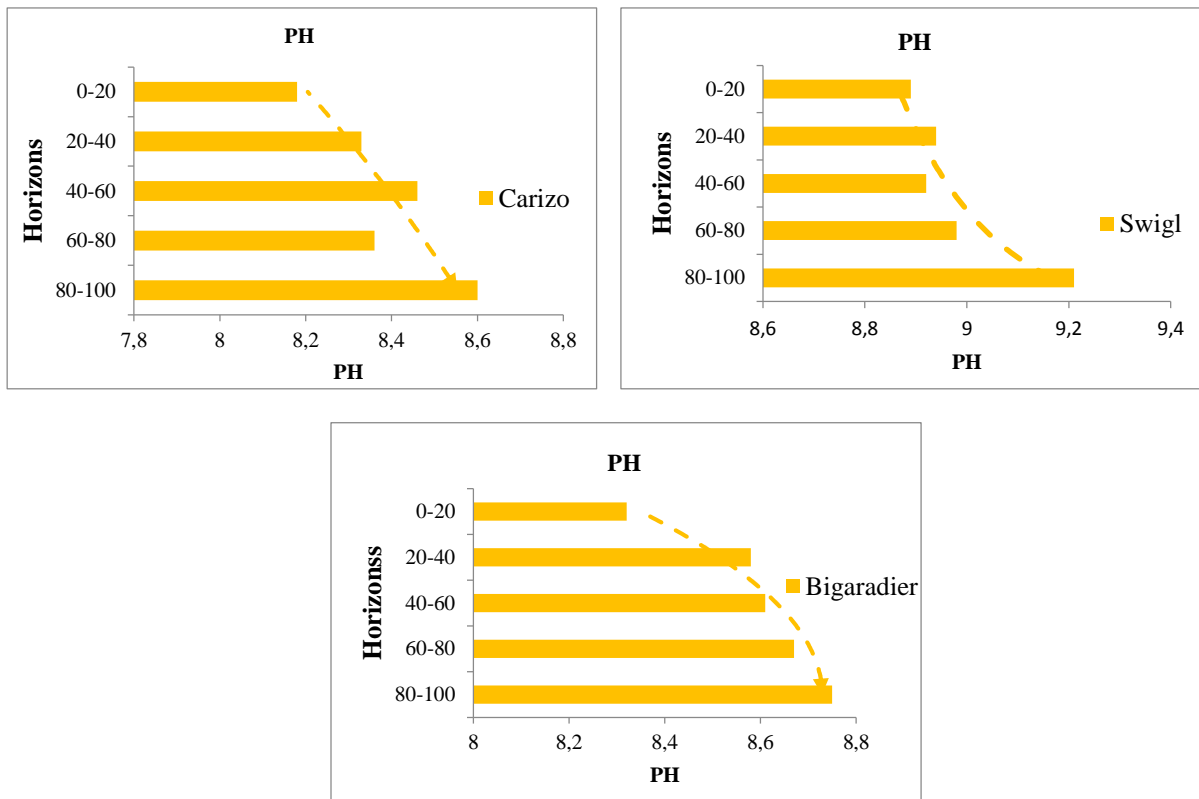 PH
0-20
20-40
40-60
60-80
80-100
Horizons
Carizo
7,8 8 8,2 8,4 8,6 8,8
PH
PH
0-20
20-40
40-60
60-80
80-100
Horizons
Swigl
8,6 8,8 9 9,2 9,4
PH
PH
0-20
20-40
40-60
60-80
80-100
Horizonss
Bigaradier
8 8,2 8,4 8,6 8,8
PH